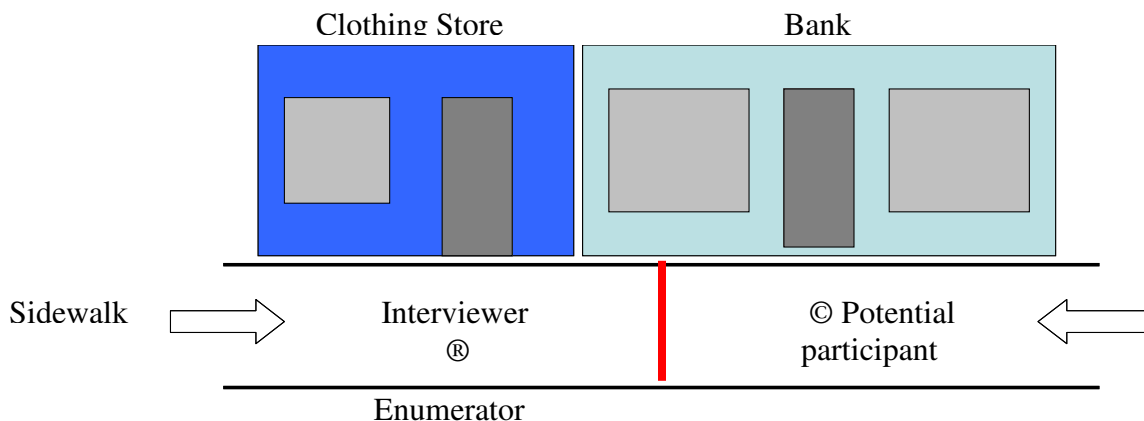 Clothing Store
Bank
Sidewalk
Interviewer
®
© Potential
participant
Enumerator